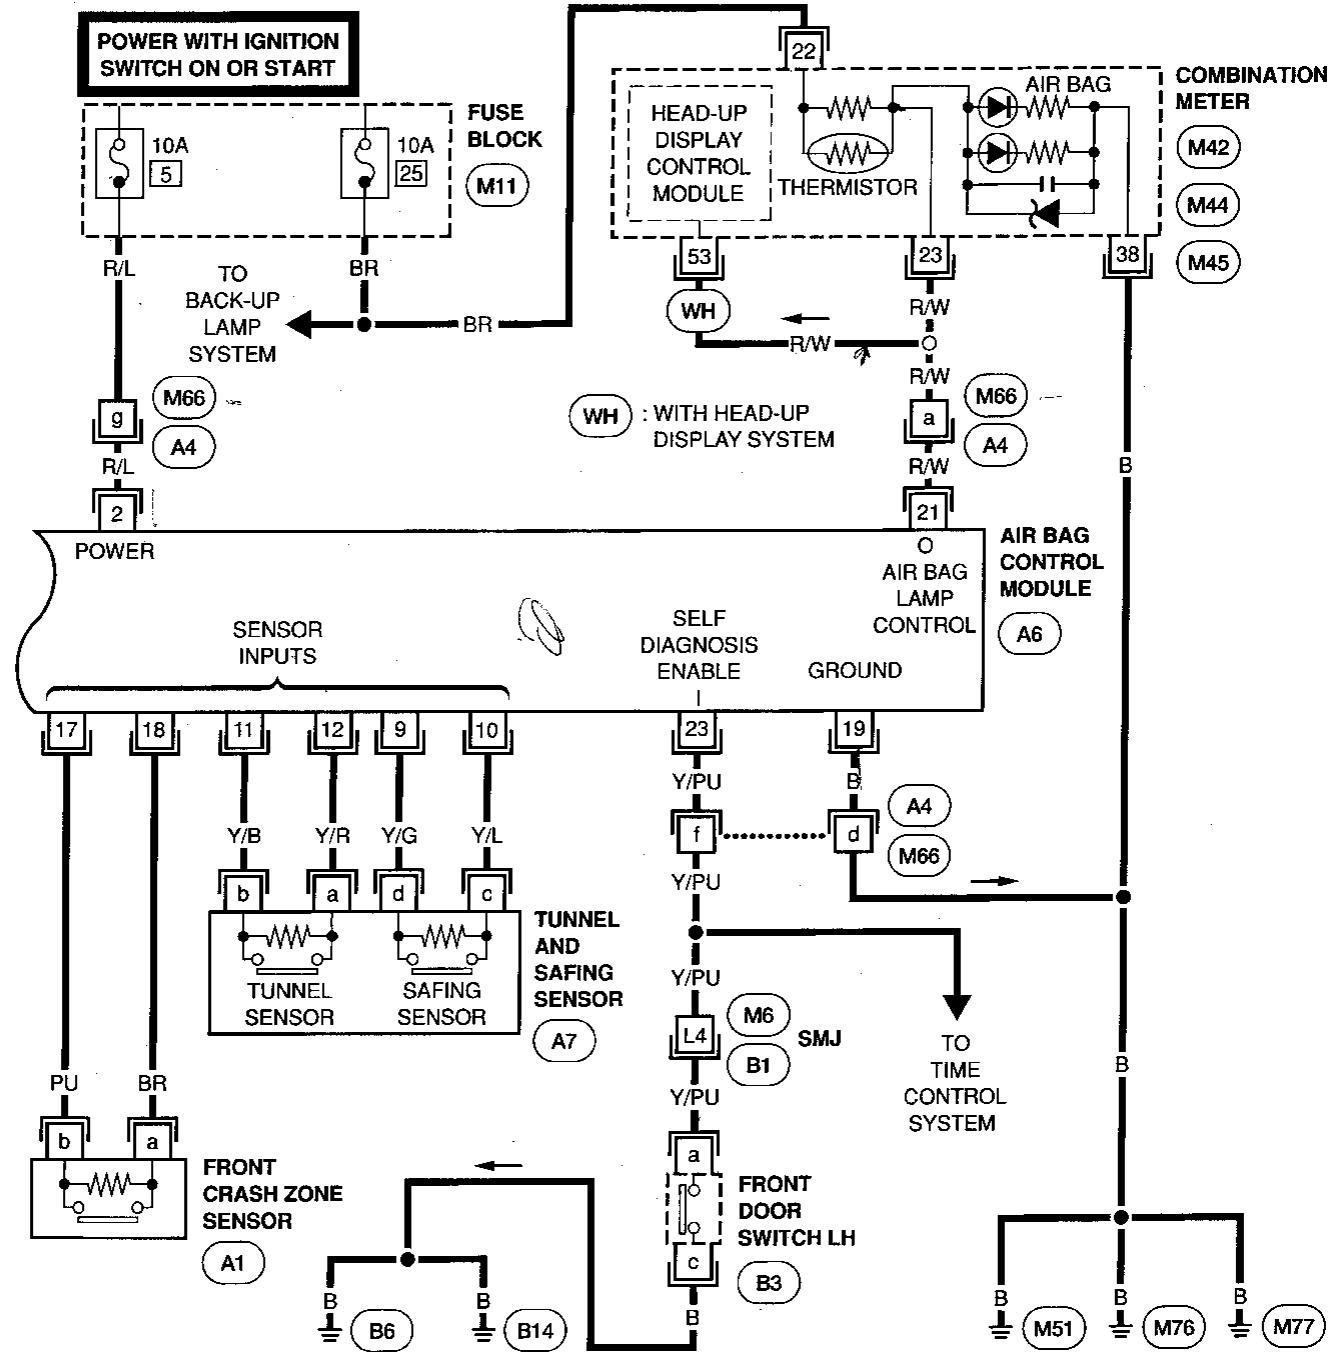 POWER WITH IGNITION
SWITCH ON OR START
22
COMBINATION
METER
M42
M44
M45
FUSE
BLOCK
M11
10A
5
10A
25
HEAD-UP
DISPLAY
CONTROL
MODULE
THERMISTOR
AIR BAG
53
23
38
R/L
BR
TO
BACK-UP
LAMP
SYSTEM
BR
WH
R/W
R/W
R/W
WH : WITH HEAD-UP
DISPLAY SYSTEM
g
M66
A4
a
M66
A4
R/L
R/W
B
2
21
POWER
AIR BAG
LAMP
CONTROL
AIR BAG
CONTROL
MODULE
A6
SENSOR
INPUTS
SELF
DIAGNOSIS
ENABLE
GROUND
17
18
11
12
9
10
23
19
Y/PU
B
Y/B
Y/R
Y/G
Y/L
f
d
A4
M66
b
a
d
c
Y/PU
TUNNEL
SENSOR
SAFING
SENSOR
TUNNEL
AND
SAFING
SENSOR
A7
Y/PU
L4
M6
B1
SMJ
TO
TIME
CONTROL
SYSTEM
B
PU
BR
Y/PU
b
a
a
FRONT
CRASH ZONE
SENSOR
A1
FRONT
DOOR
SWITCH LH
B3
c
B
B
B6
B
B14
B
M51
B
M76
B
M77